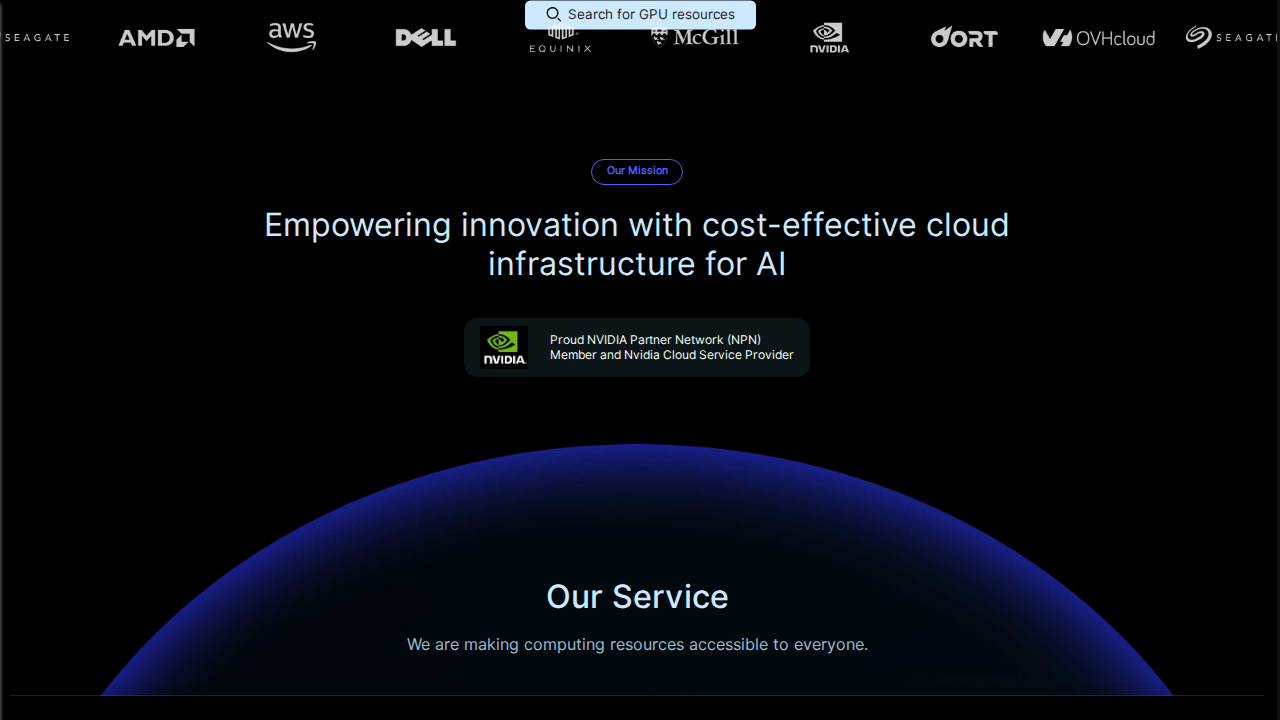 Search for GPU resources
SEAGATE
AMD
aws
DELL
EQUINIX
McGill
NVIDIA
DORT
OVHcloud
SEAGAT
Our Mission
Empowering innovation with cost-effective cloud
infrastructure for AI
NVIDIA.
Proud NVIDIA Partner Network (NPN)
Member and Nvidia Cloud Service Provider
Our Service
We are making computing resources accessible to everyone.